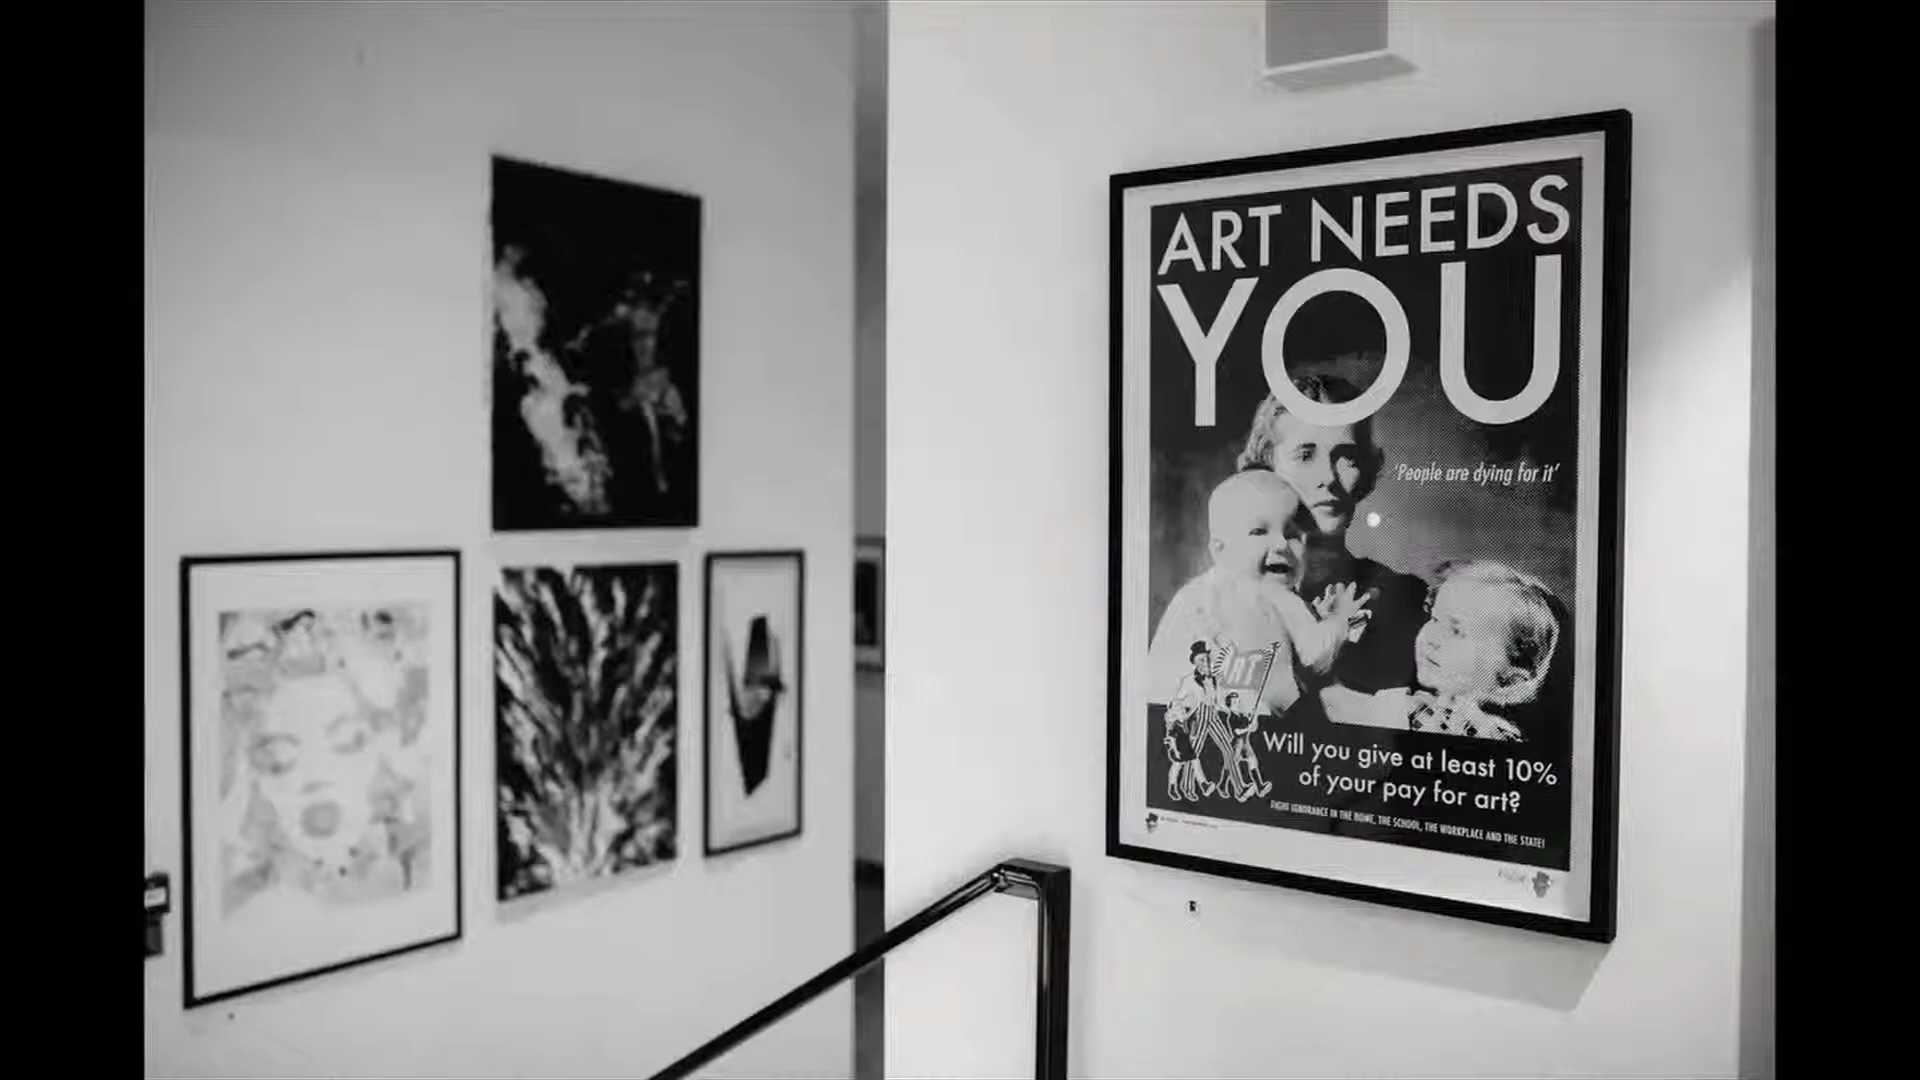 ART NEEDS
YOU
'People are dying for it'
ART
Will you give at least 10%
of your pay for art?
FIGHT IGNORANCE IN THE HOME, THE SCHOOL, THE WORKPLACE AND THE STATE!